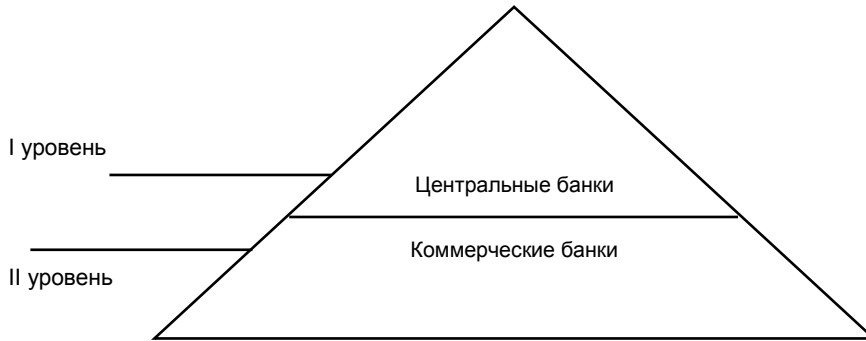 I уровень
Центральные банки
Коммерческие банки
II уровень